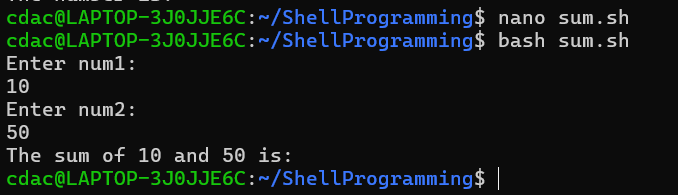 cdac@LAPTOP-3J0JJE6C:~/ShellProgramming$ nano sum.sh
cdac@LAPTOP-3J0JJE6C:~/ShellProgramming$ bash sum.sh
Enter num1:
10
Enter num2:
50
The sum of 10 and 50 is:
cdac@LAPTOP-3J0JJE6C:~/ShellProgramming$